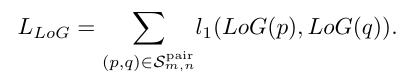 $L_{LoG} = \sum_{(p,q) \in \mathcal{S}_{m,n}^{\text{pair}}} l_1(LoG(p), LoG(q)).$